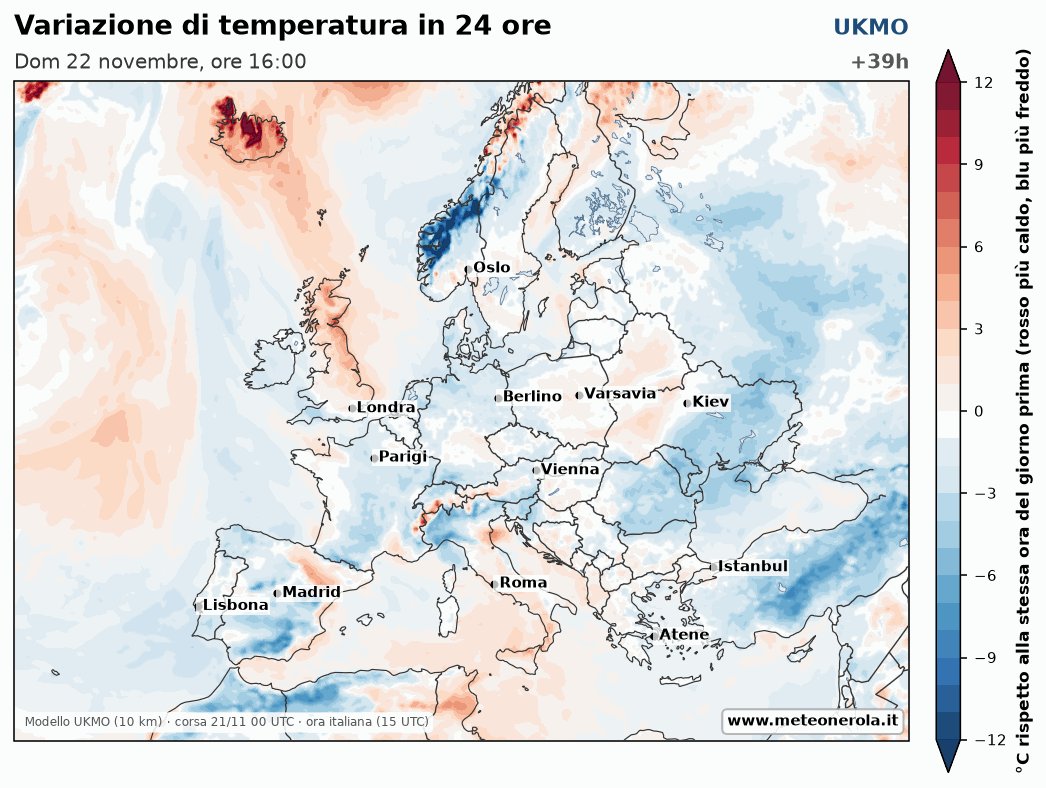 Variazione di temperatura in 24 ore
UKMO
Dom 22 novembre, ore 16:00
+39h
Oslo
Londra
Berlino
Varsavia
Kiev
Parigi
Vienna
Istanbul
Madrid
Roma
Lisbona
Atene
Modello UKMO (10 km) · corsa 21/11 00 UTC · ora italiana (15 UTC)
www.meteonerola.it
12
9
6
3
0
−3
−6
−9
−12
°C rispetto alla stessa ora del giorno prima (rosso più caldo, blu più freddo)